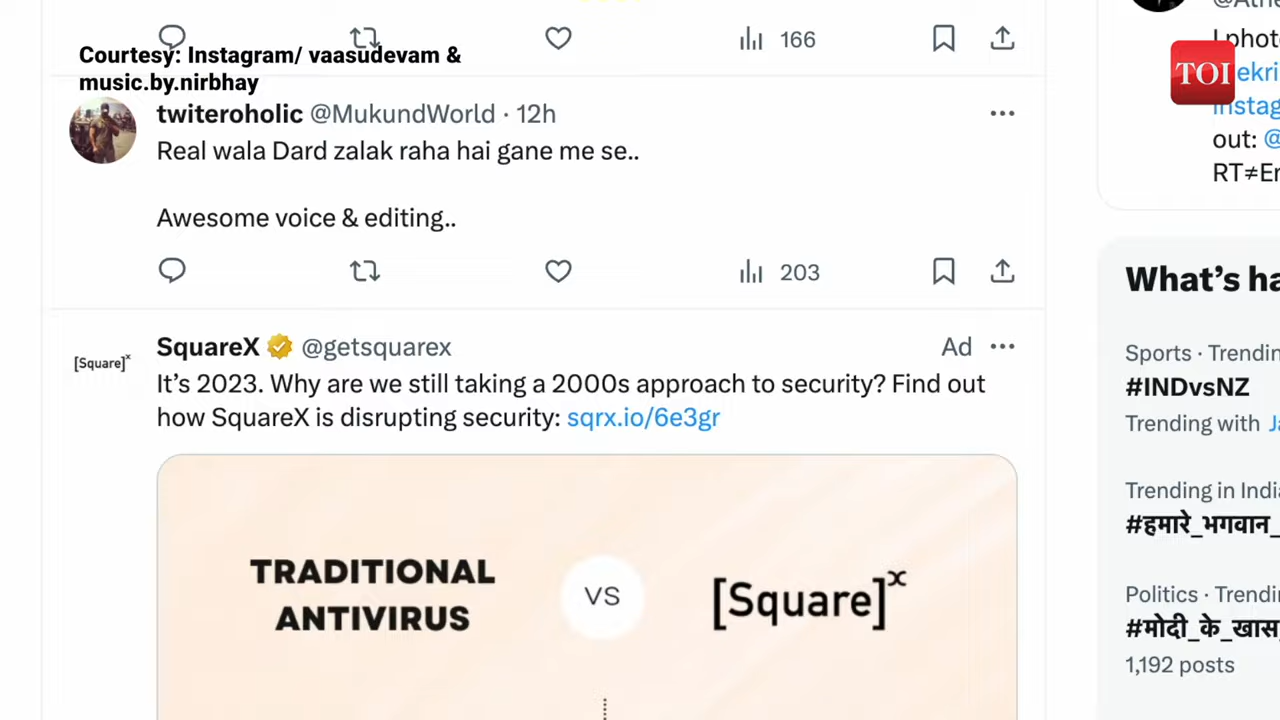 166
Courtesy: Instagram/ vaasudevam &
music.by.nirbhay
twiteroholic @MukundWorld · 12h
Real wala Dard zalak raha hai gane me se..
Awesome voice & editing..
203
SquareX @getsquarex
Ad
It’s 2023. Why are we still taking a 2000s approach to security? Find out
how SquareX is disrupting security: sqrx.io/6e3gr
[Square]x
TRADITIONAL
ANTIVIRUS
VS
[Square]x
TOI
out: @
What’s ha
Sports · Trendin
#INDvsNZ
Trending with
Trending in Indi
#हमारे_भगवान_
Politics · Trendin
#मोदी_के_खास
1,192 posts